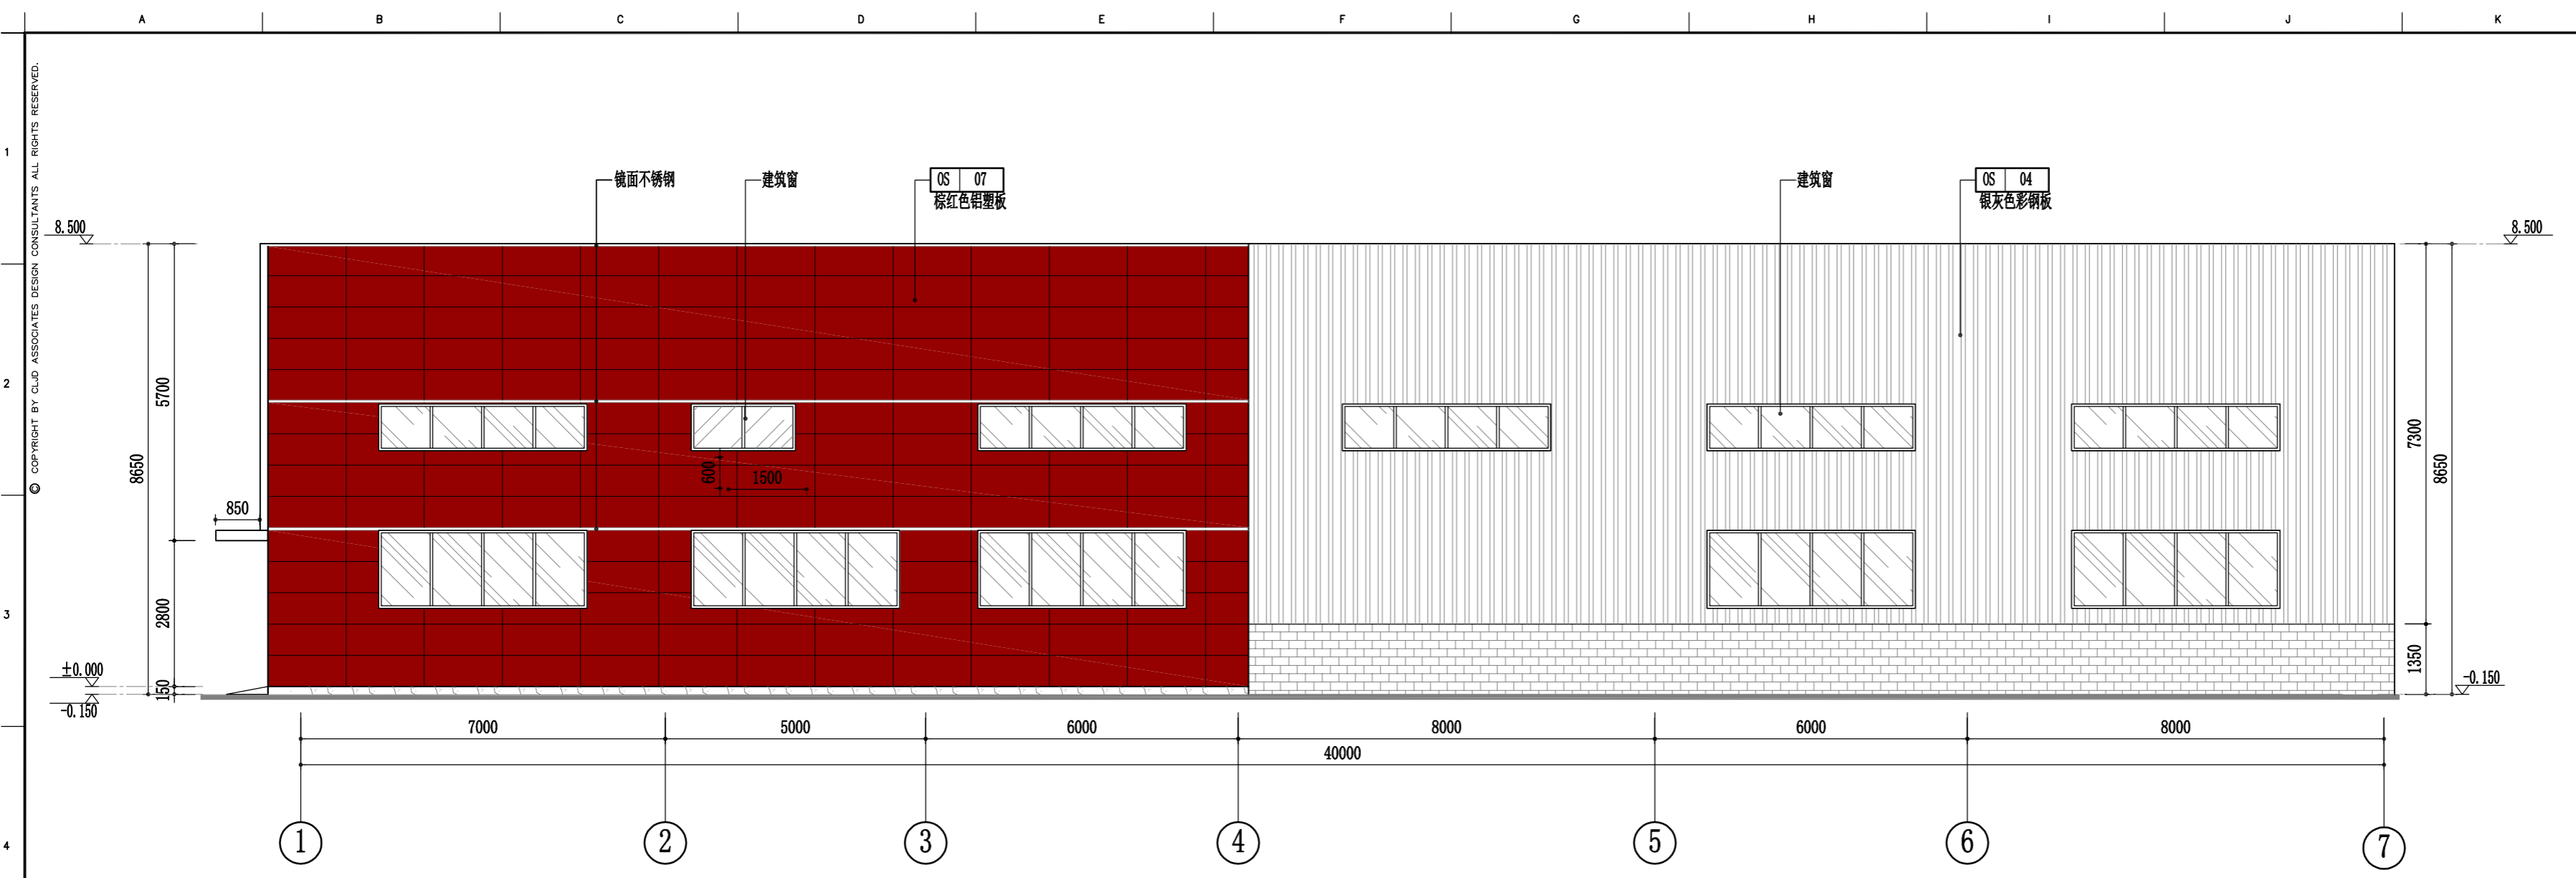 A B C D E F G H I J K
© COPYRIGHT BY CLJD ASSOCIATES DESIGN CONSULTANTS ALL RIGHTS RESERVED.
1
2
3
4
镜面不锈钢
建筑窗
OS 07
棕红色铝塑板
建筑窗
OS 04
银灰色彩钢板
8.500
8.500
5700
8650
850
2800
±0.000
150
-0.150
600
1500
7300
8650
1350
-0.150
7000 5000 6000 8000 6000 8000
40000
1 2 3 4 5 6 7